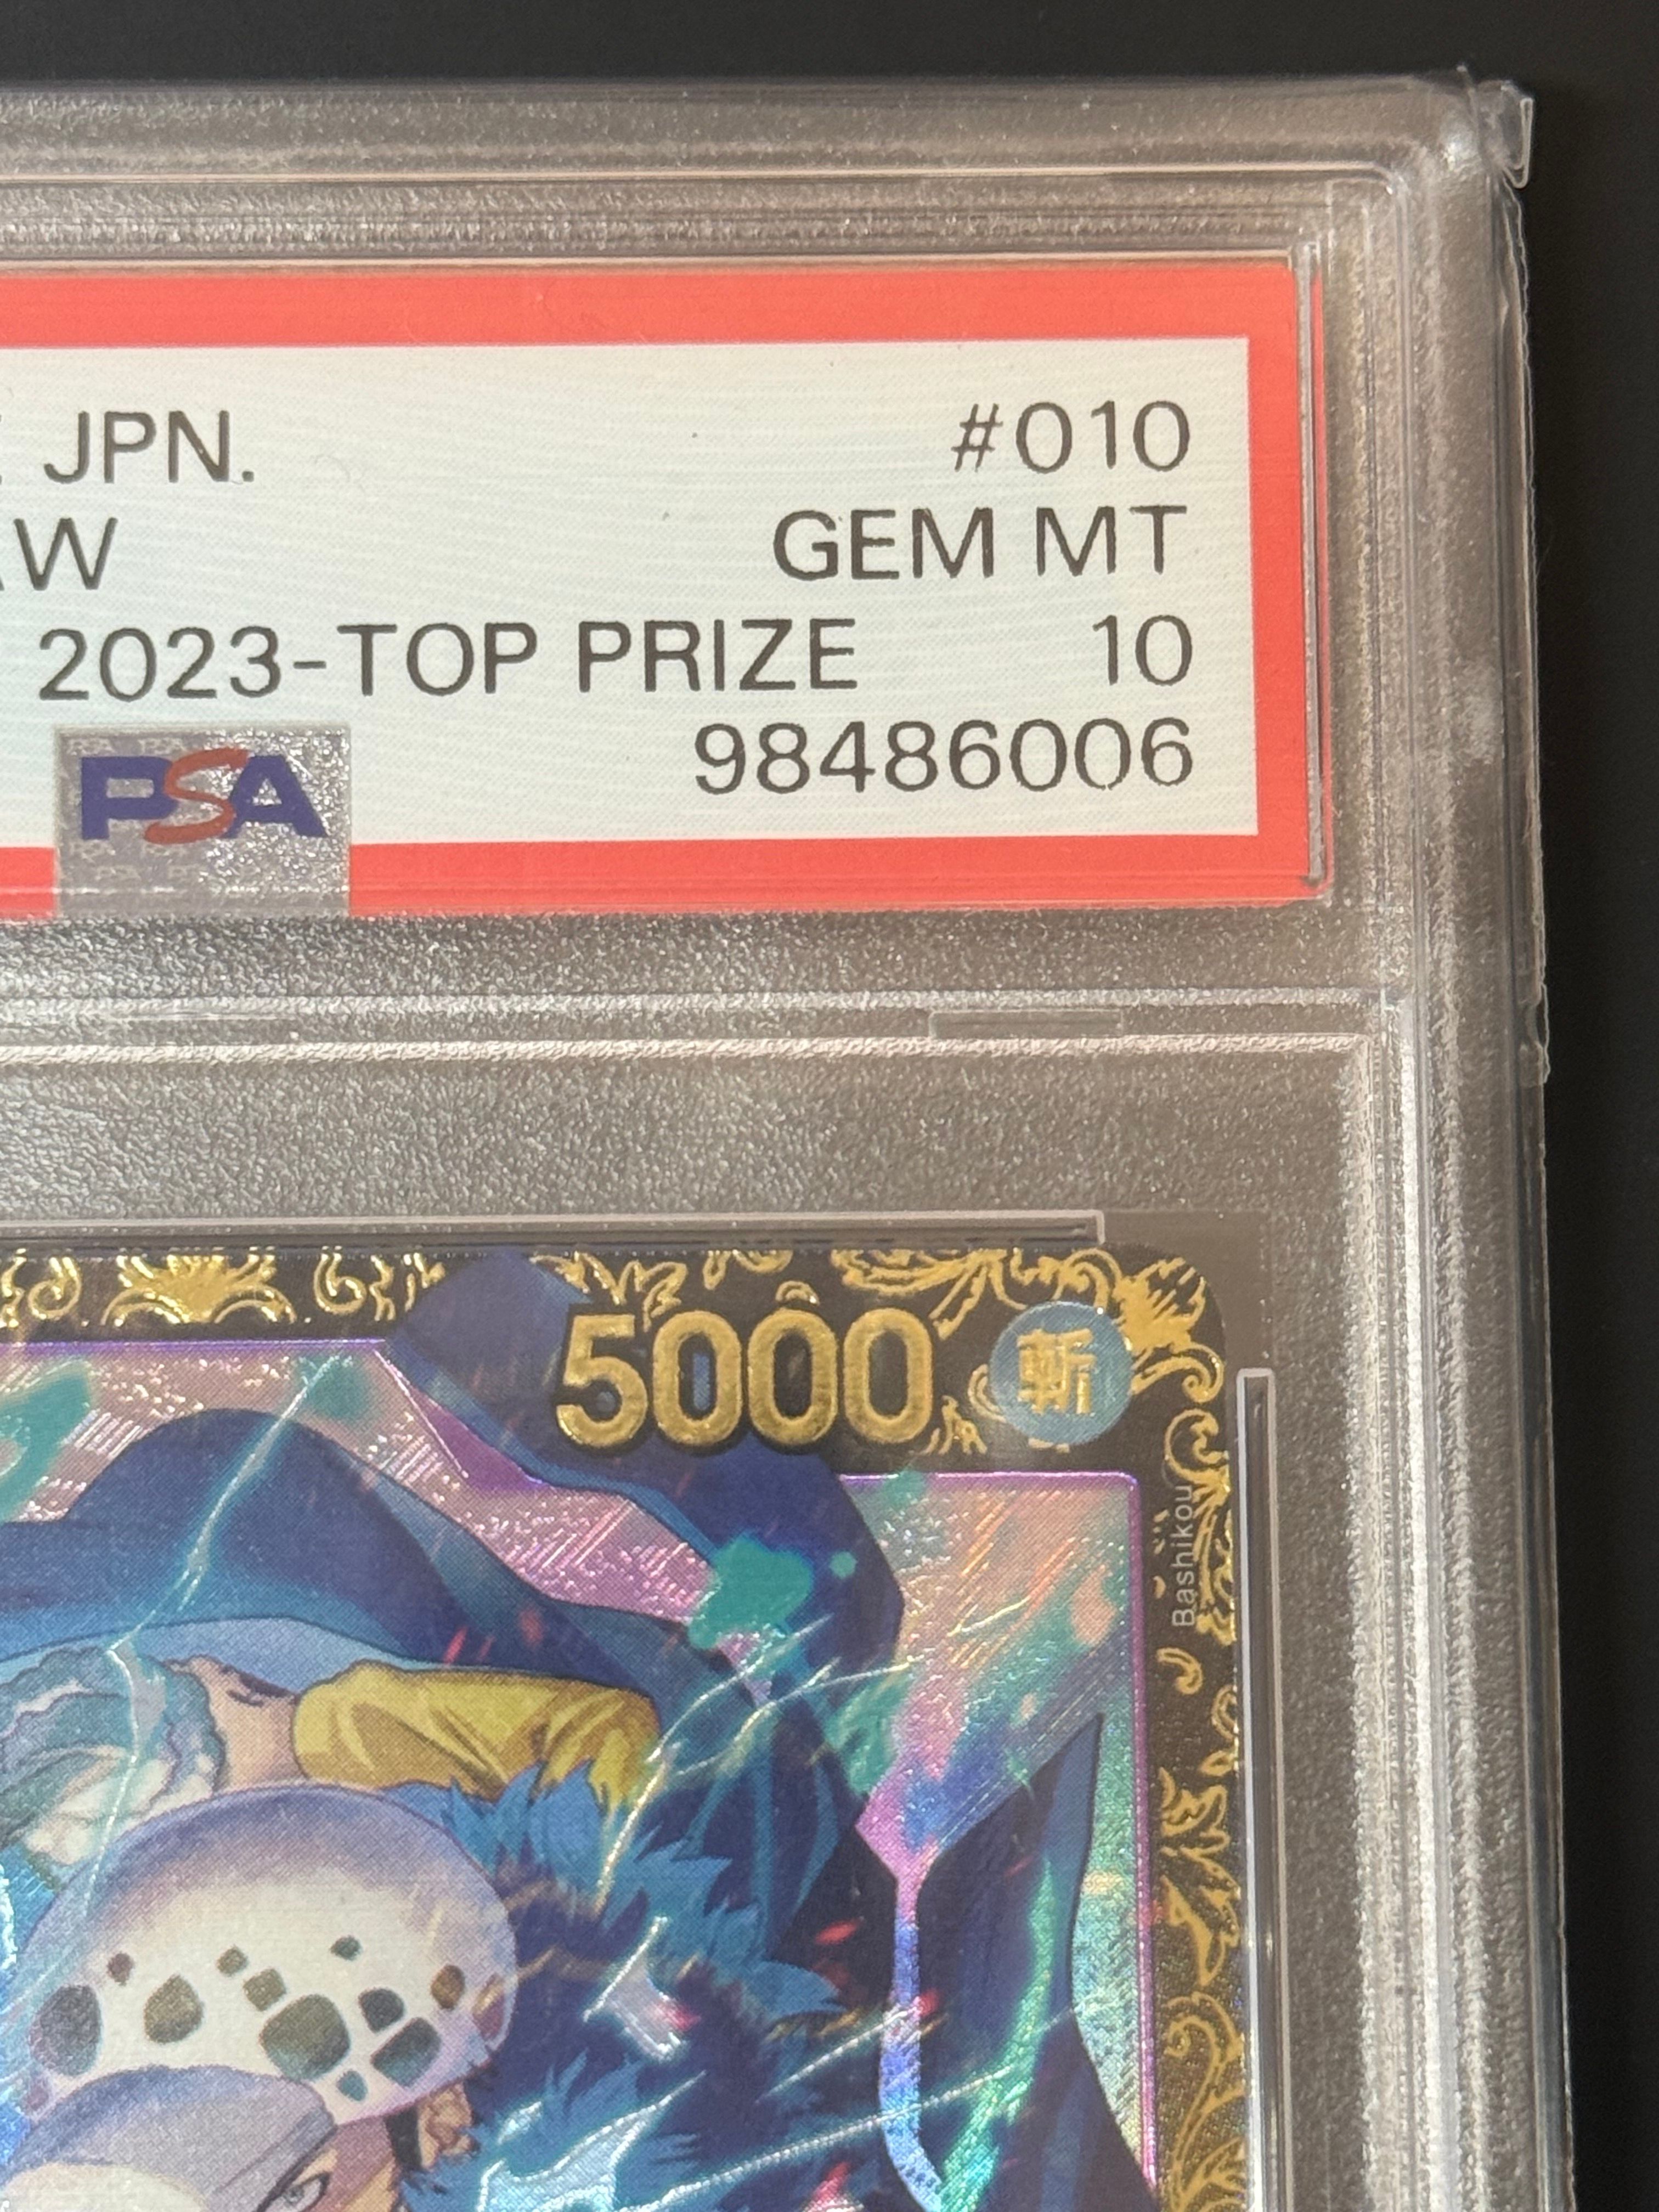 JPN. #010
W GEM MT
2023-TOP PRIZE 10
PSA 98486006
5000 斬
Bashikou